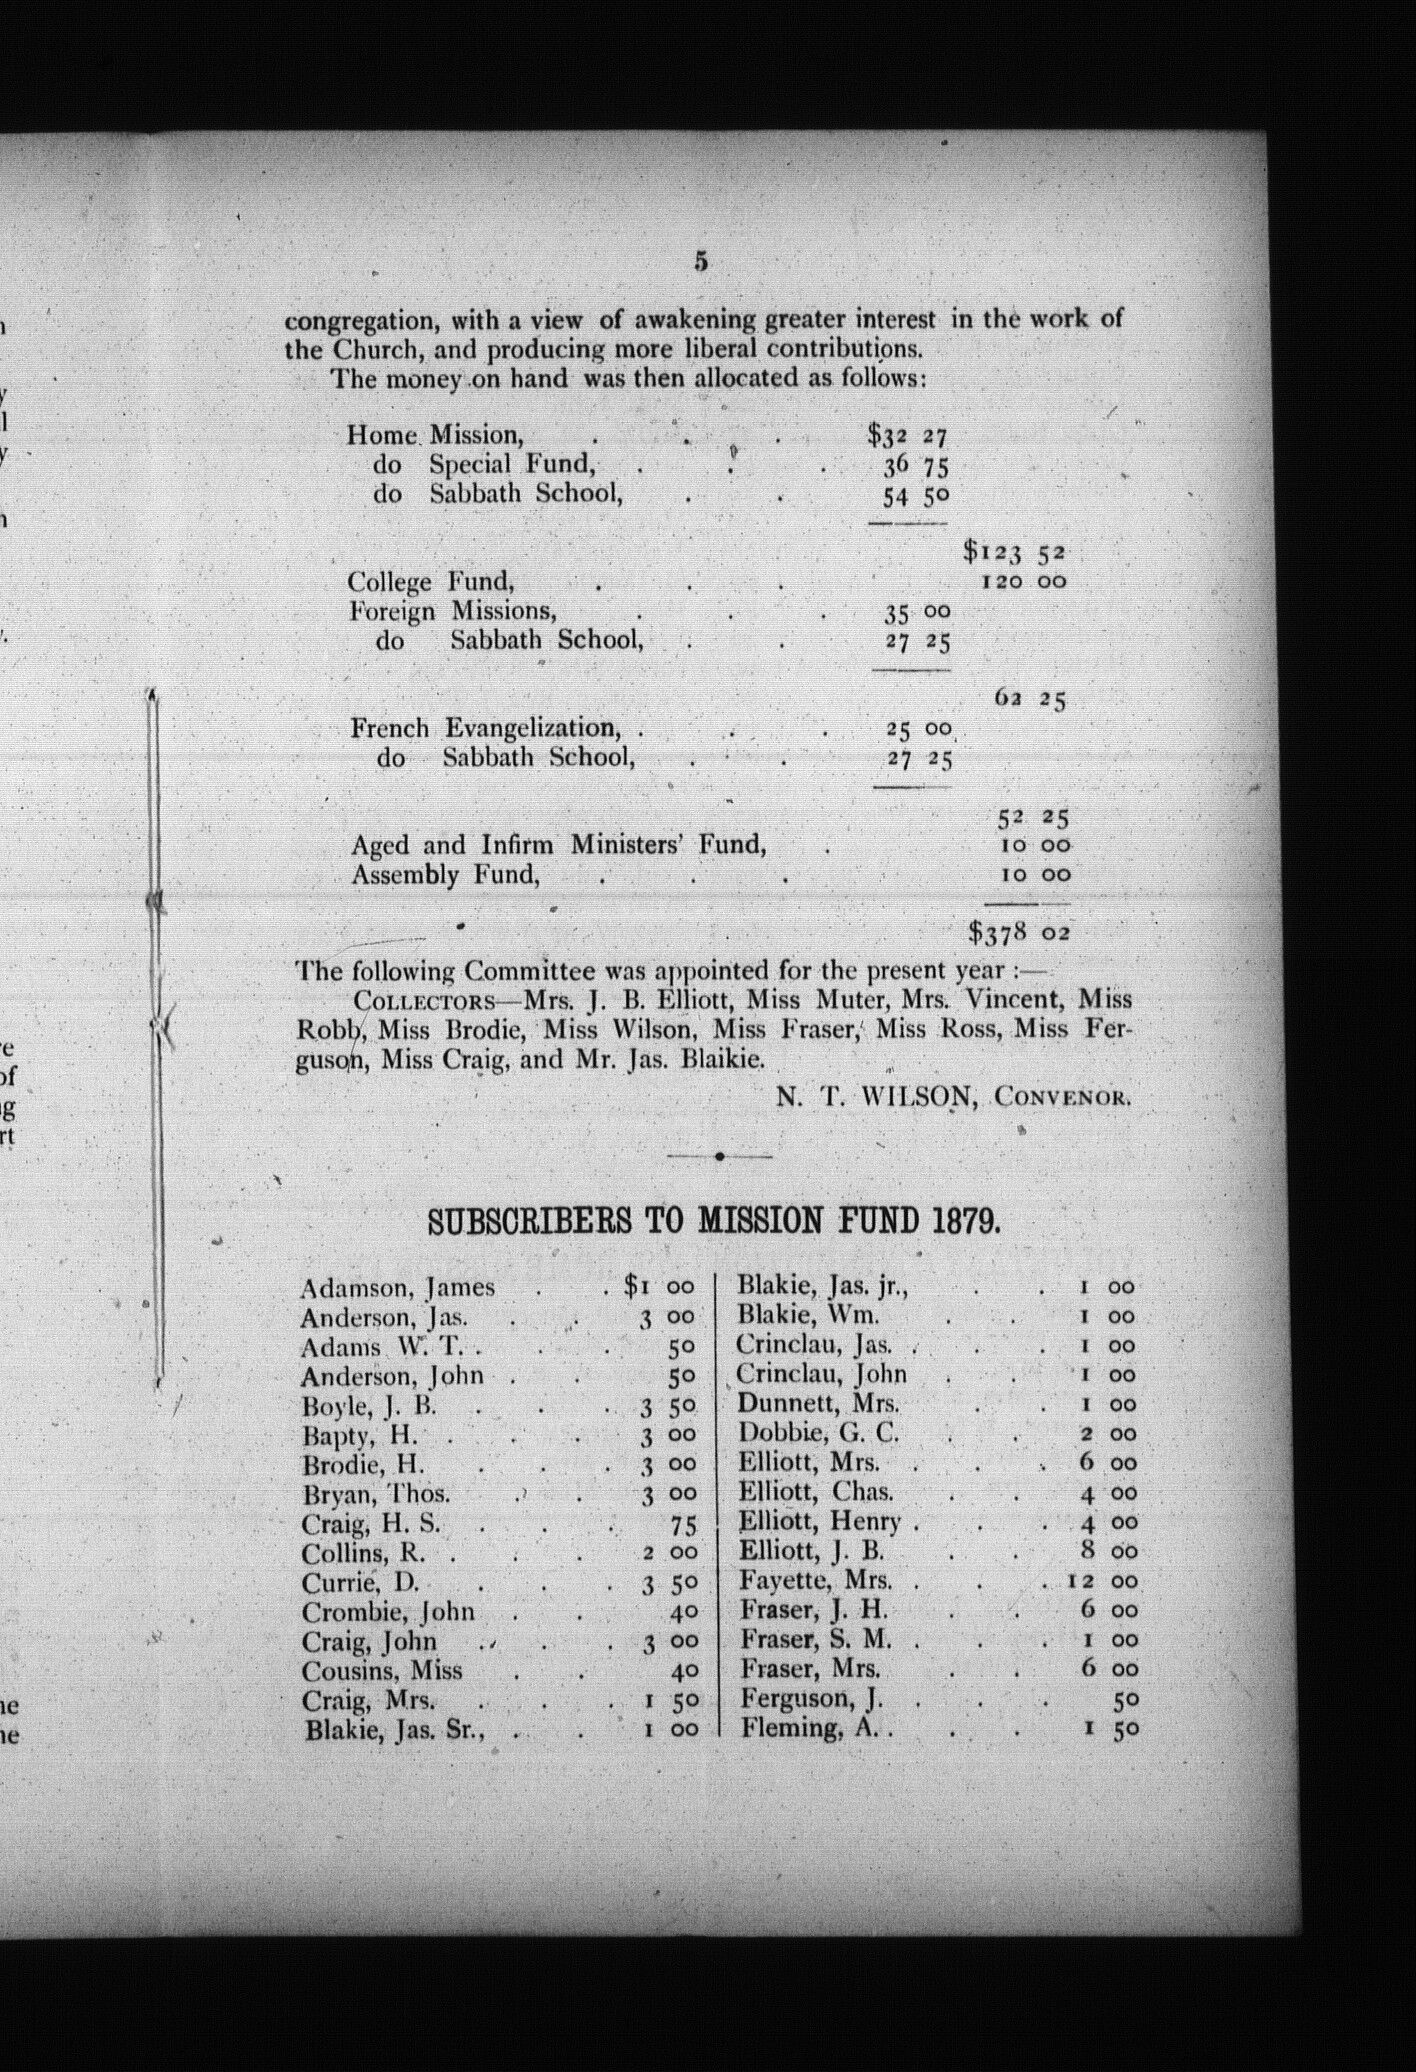 5
congregation, with a view of awakening greater interest in the work of
the Church, and producing more liberal contributions.
The money on hand was then allocated as follows:
Home Mission, . . . $32 27
do Special Fund, . . . 36 75
do Sabbath School, . . 54 50
$123 52
College Fund, . . . 120 00
Foreign Missions, . . . 35 00
do Sabbath School, . . 27 25
62 25
French Evangelization, . . . 25 00
do Sabbath School, . . 27 25
52 25
Aged and Infirm Ministers' Fund, . 10 00
Assembly Fund, . . . 10 00
$378 02
The following Committee was appointed for the present year :—
COLLECTORS—Mrs. J. B. Elliott, Miss Muter, Mrs. Vincent, Miss
Robb, Miss Brodie, Miss Wilson, Miss Fraser, Miss Ross, Miss Fer-
guson, Miss Craig, and Mr. Jas. Blaikie.
N. T. WILSON, CONVENOR.
SUBSCRIBERS TO MISSION FUND 1879.
Adamson, James . . $1 00
Anderson, Jas. . . 3 00
Adams W. T. . . . 50
Anderson, John . . 50
Boyle, J. B. . . . 3 50
Bapty, H. . . . 3 00
Brodie, H. . . . 3 00
Bryan, Thos. . . 3 00
Craig, H. S. . . . 75
Collins, R. . . . 2 00
Currie, D. . . . 3 50
Crombie, John . . 40
Craig, John . . . 3 00
Cousins, Miss . . 40
Craig, Mrs. . . . 1 50
Blakie, Jas. Sr., . . 1 00
Blakie, Jas. jr., . . 1 00
Blakie, Wm. . . 1 00
Crinclau, Jas. . . . 1 00
Crinclau, John . . 1 00
Dunnett, Mrs. . . 1 00
Dobbie, G. C. . . 2 00
Elliott, Mrs. . . . 6 00
Elliott, Chas. . . 4 00
Elliott, Henry . . . 4 00
Elliott, J. B. . . 8 00
Fayette, Mrs. . . . 12 00
Fraser, J. H. . . 6 00
Fraser, S. M. . . . 1 00
Fraser, Mrs. . . 6 00
Ferguson, J. . . . 50
Fleming, A. . . . 1 50